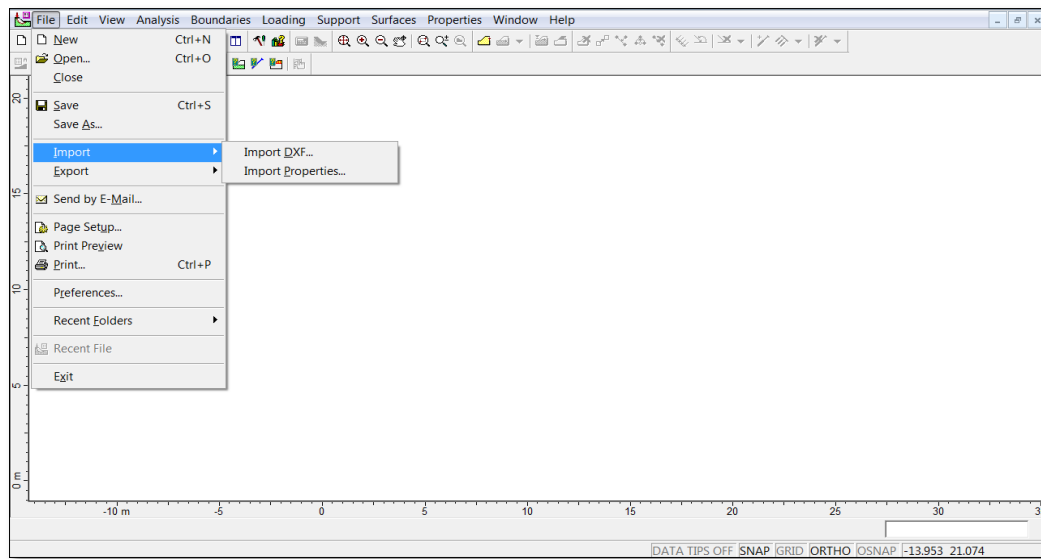 File Edit View Analysis Boundaries Loading Support Surfaces Properties Window Help
New Ctrl+N
Open... Ctrl+O
Close
Save Ctrl+S
Save As...
Import
Import DXF...
Export
Import Properties...
Send by E-Mail...
Page Setup...
Print Preview
Print... Ctrl+P
Preferences...
Recent Folders
Recent File
Exit
20
15
10
5
0 m
-10 m -5 0 5 10 15 20 25 30 3
DATA TIPS OFF SNAP GRID ORTHO OSNAP -13.953 21.074